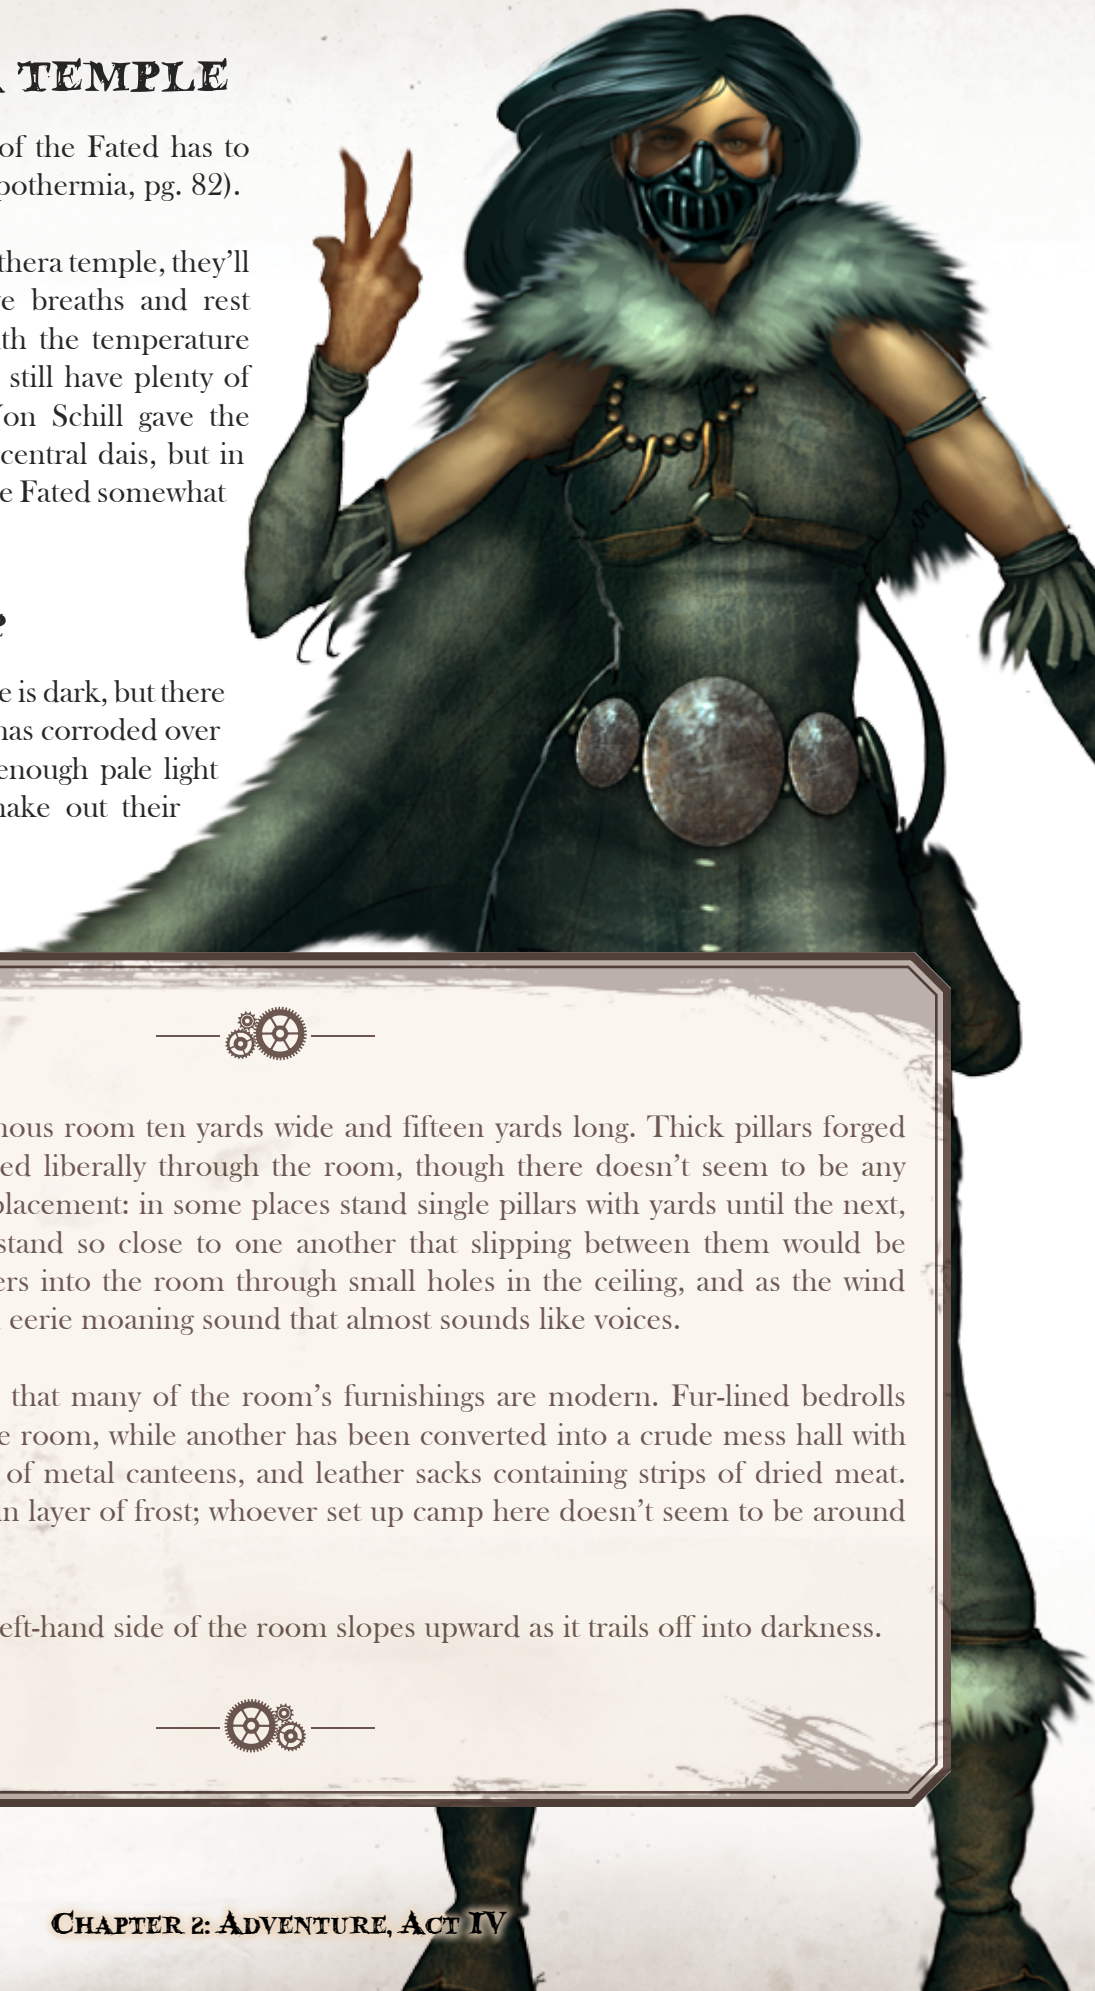 TEMPLE
of the Fated has to
pothermia, pg. 82).
thera temple, they’ll
e breaths and rest
th the temperature
still have plenty of
Von Schill gave the
central dais, but in
e Fated somewhat
e
e is dark, but there
has corroded over
enough pale light
make out their
nous room ten yards wide and fifteen yards long. Thick pillars forged
ed liberally through the room, though there doesn’t seem to be any
placement: in some places stand single pillars with yards until the next,
stand so close to one another that slipping between them would be
ers into the room through small holes in the ceiling, and as the wind
eerie moaning sound that almost sounds like voices.
that many of the room’s furnishings are modern. Fur-lined bedrolls
e room, while another has been converted into a crude mess hall with
of metal canteens, and leather sacks containing strips of dried meat.
in layer of frost; whoever set up camp here doesn’t seem to be around
eft-hand side of the room slopes upward as it trails off into darkness.
Chapter 2: Adventure, Act IV